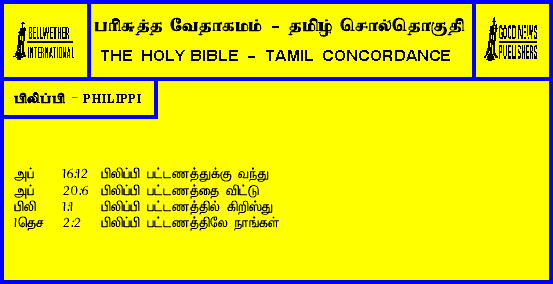 BELLWETHER
INTERNATIONAL
பரிசுத்த வேதாகமம் - தமிழ் சொல்தொகுதி
THE HOLY BIBLE - TAMIL CONCORDANCE
GOOD NEWS
PUBLISHERS
பிலிப்பி - PHILIPPI
அப் 16:12 பிலிப்பி பட்டணத்துக்கு வந்து
அப் 20:6 பிலிப்பி பட்டணத்தை விட்டு
பிலி 1:1 பிலிப்பி பட்டணத்தில் கிறிஸ்து
1தெச 2:2 பிலிப்பி பட்டணத்திலே நாங்கள்